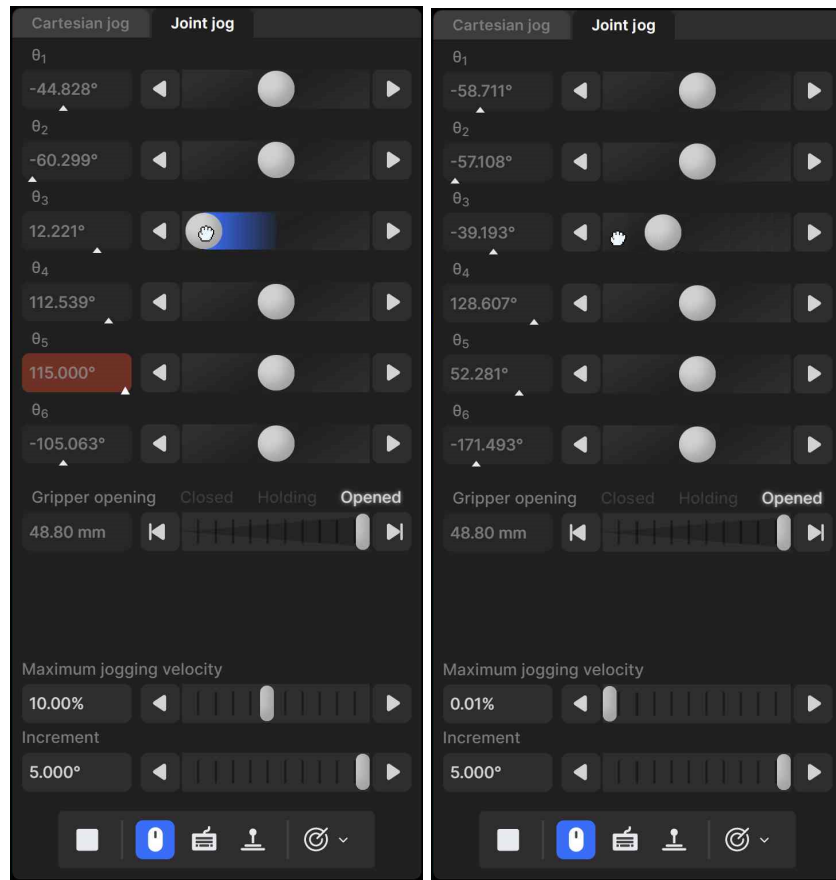 Cartesian jog Joint jog
θ1
-44.828°
θ2
-60.299°
θ3
12.221°
θ4
112.539°
θ5
115.000°
θ6
-105.063°
Gripper opening Closed Holding Opened
48.80 mm
Maximum jogging velocity
10.00%
Increment
5.000°
Cartesian jog Joint jog
θ1
-58.711°
θ2
-57.108°
θ3
-39.193°
θ4
128.607°
θ5
52.281°
θ6
-171.493°
Gripper opening Closed Holding Opened
48.80 mm
Maximum jogging velocity
0.01%
Increment
5.000°